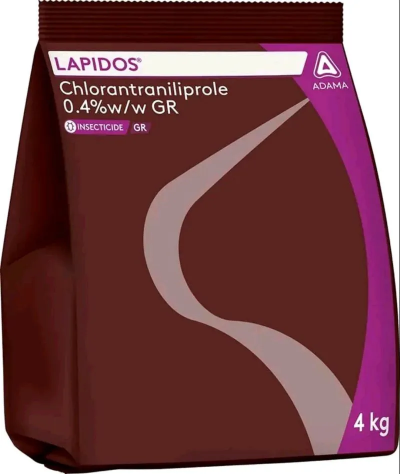 LAPIDOS®
Chlorantraniliprole
0.4%w/w GR
INSECTICIDE GR
ADAMA
4 kg